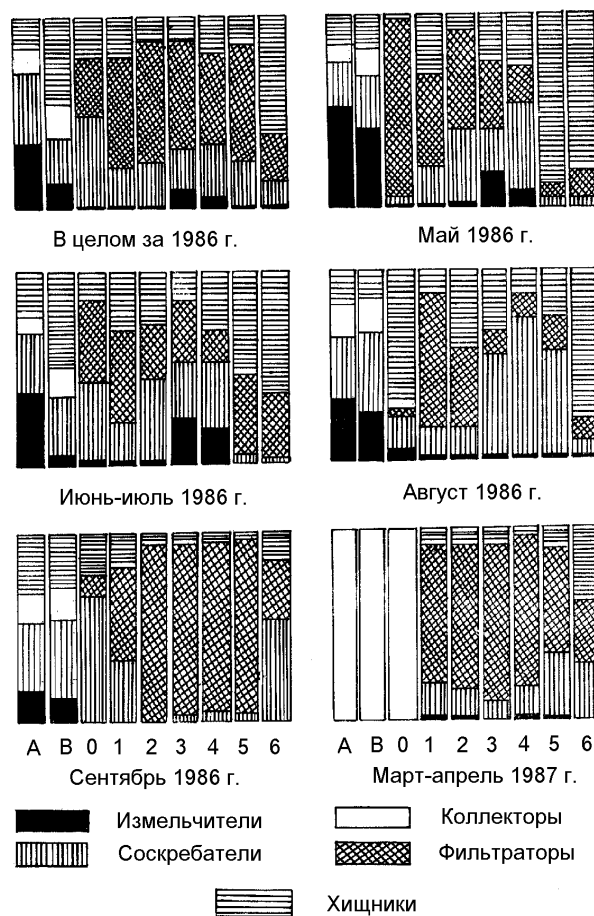 В целом за 1986 г.
Май 1986 г.
Июнь-июль 1986 г.
Август 1986 г.
А В 0 1 2 3 4 5 6
А В 0 1 2 3 4 5 6
Сентябрь 1986 г.
Март-апрель 1987 г.
Измельчители
Коллекторы
Соскребатели
Фильтраторы
Хищники